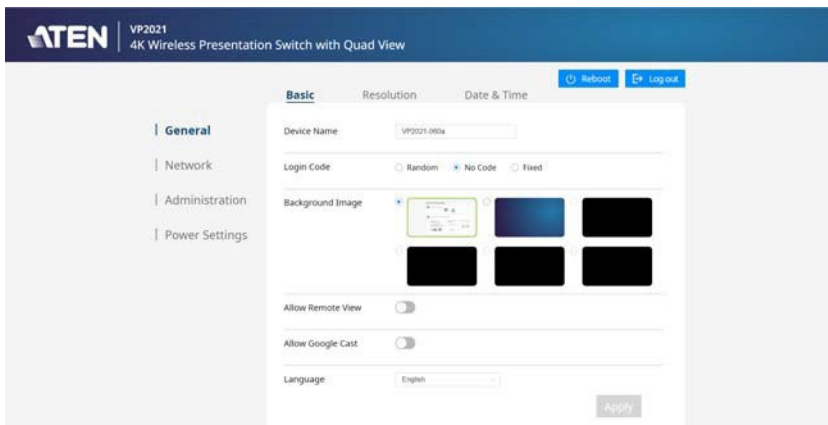 ATEN
VP2021
4K Wireless Presentation Switch with Quad View
Reboot
Log out
Basic Resolution Date & Time
General
Network
Administration
Power Settings
Device Name VP2021-060a
Login Code Random No Code Fixed
Background Image
Allow Remote View
Allow Google Cast
Language English
Apply